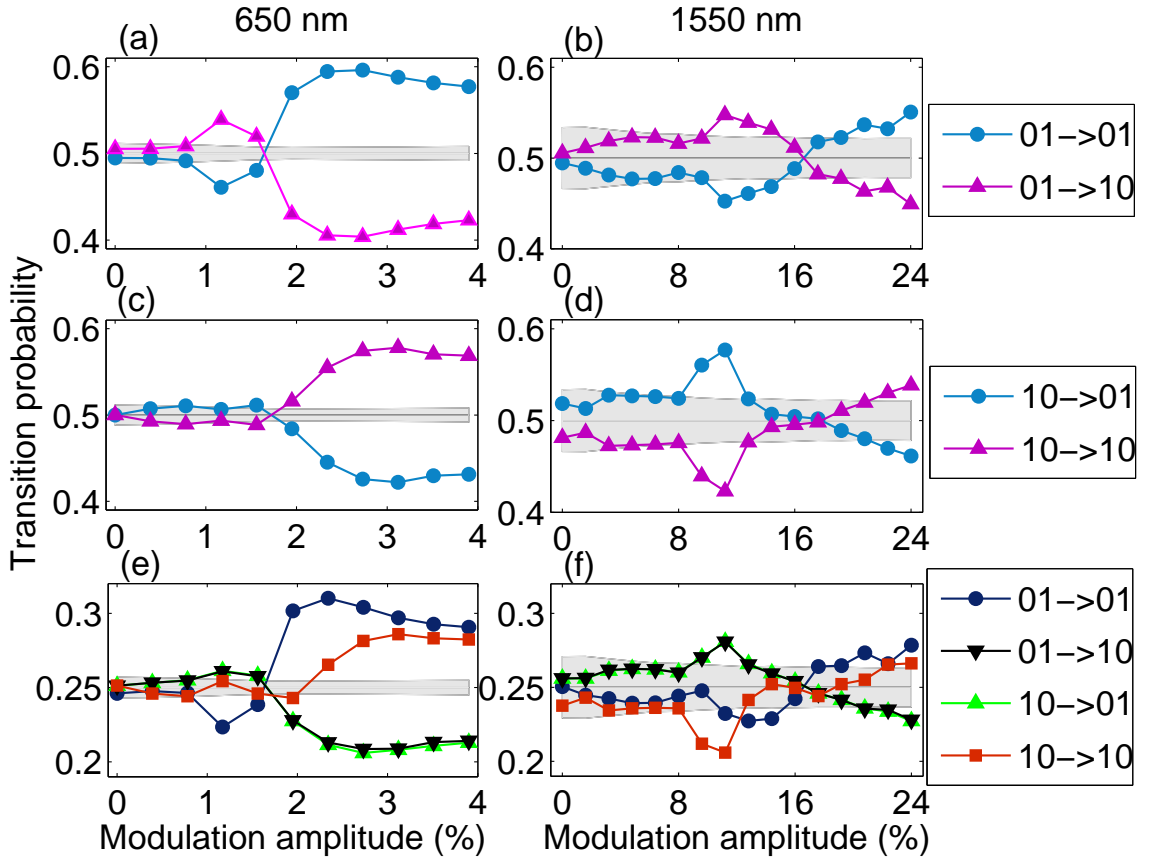 650 nm
1550 nm
(a)
(b)
0.6
0.5
0.4
0 1 2 3 4
0.6
0.5
0.4
0 8 16 24
01->01
01->10
(c)
(d)
0.6
0.5
0.4
0 1 2 3 4
0.6
0.5
0.4
0 8 16 24
10->01
10->10
Transition probability
(e)
(f)
0.3
0.25
0.2
0 1 2 3 4
0.3
0.25
0.2
0 8 16 24
01->01
01->10
10->01
10->10
Modulation amplitude (%)
Modulation amplitude (%)